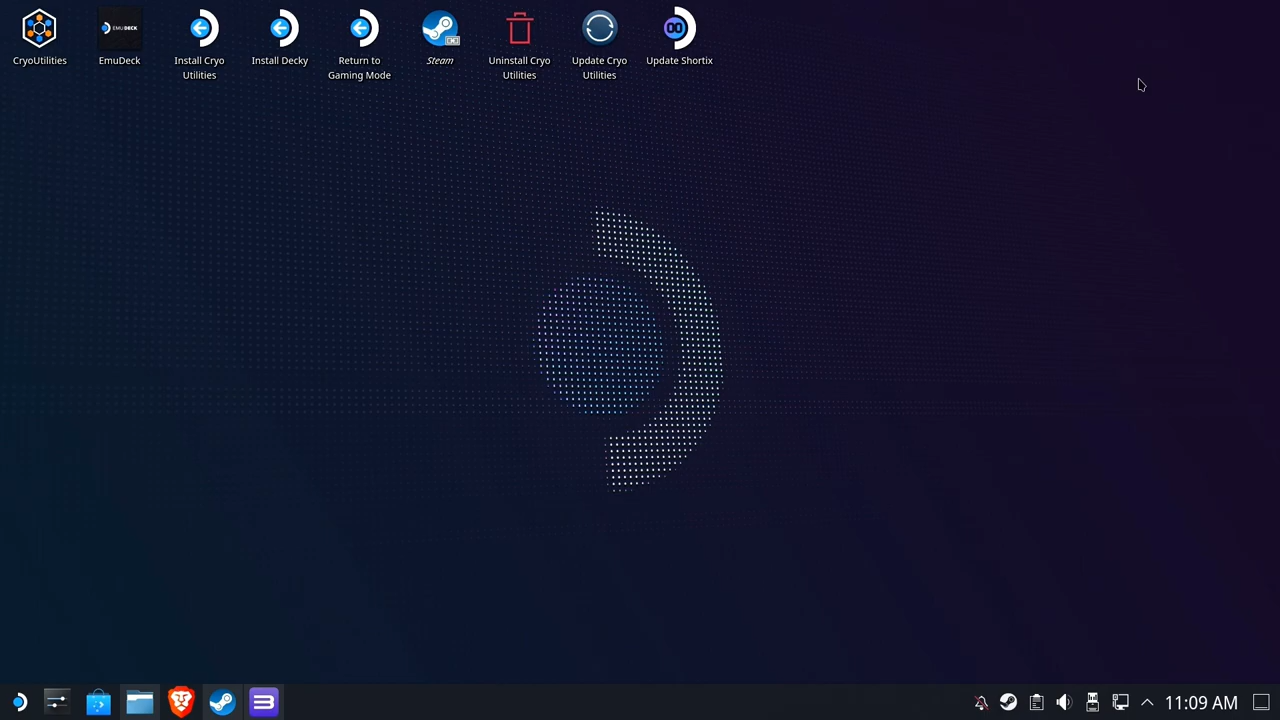 CryoUtilities
EMUDECK
EmuDeck
Install Cryo
Utilities
Install Decky
Return to
Gaming Mode
Steam
Uninstall Cryo
Utilities
Update Cryo
Utilities
Update Shortix
11:09 AM